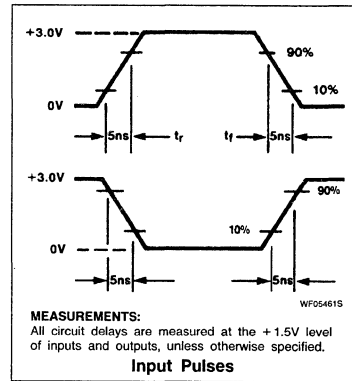 +3.0V
90%
10%
0V
5ns tr tf 5ns
+3.0V
90%
10%
0V
5ns 5ns
WF05461S
MEASUREMENTS:
All circuit delays are measured at the +1.5V level
of inputs and outputs, unless otherwise specified.
Input Pulses